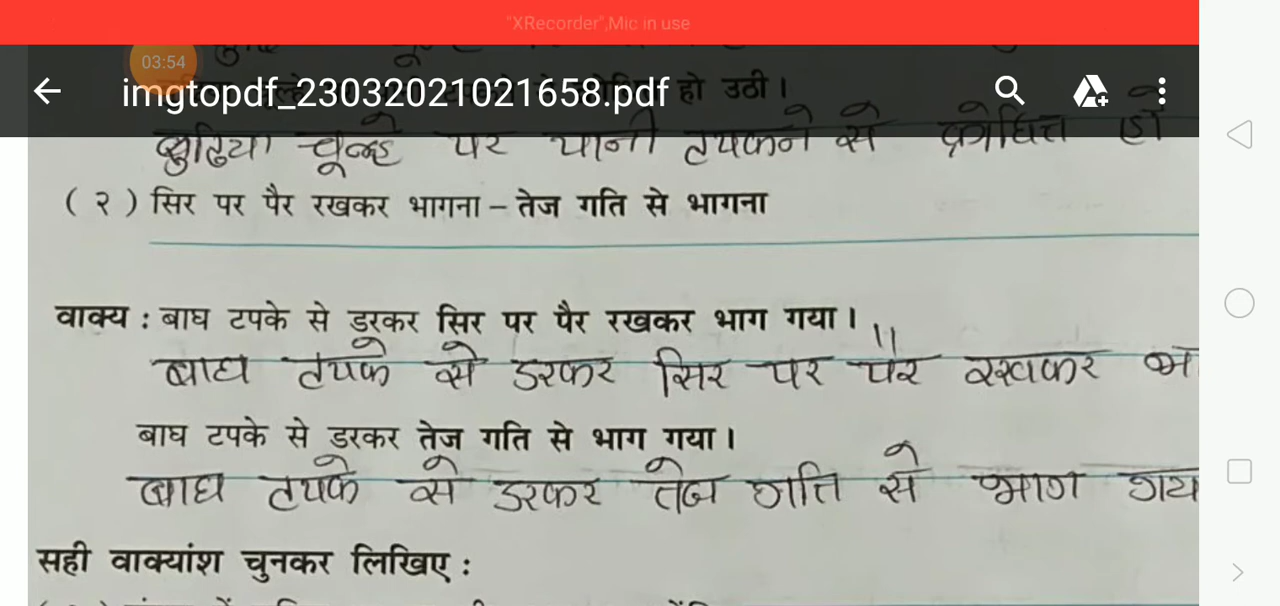 "XRecorder",Mic in use
03:54
imgtopdf_23032021021658.pdf
हो उठी।
बुढिया चूल्हे पर पानी टपकने से क्रोधित हो
( २ ) सिर पर पैर रखकर भागना – तेज गति से भागना
वाक्य : बाघ टपके से डरकर सिर पर पैर रखकर भाग गया।
बाघ टपके से डरकर सिर पर पैर रखकर भा
बाघ टपके से डरकर तेज गति से भाग गया।
बाघ टपके से डरकर तेज गति से भाग गय
सही वाक्यांश चुनकर लिखिए :